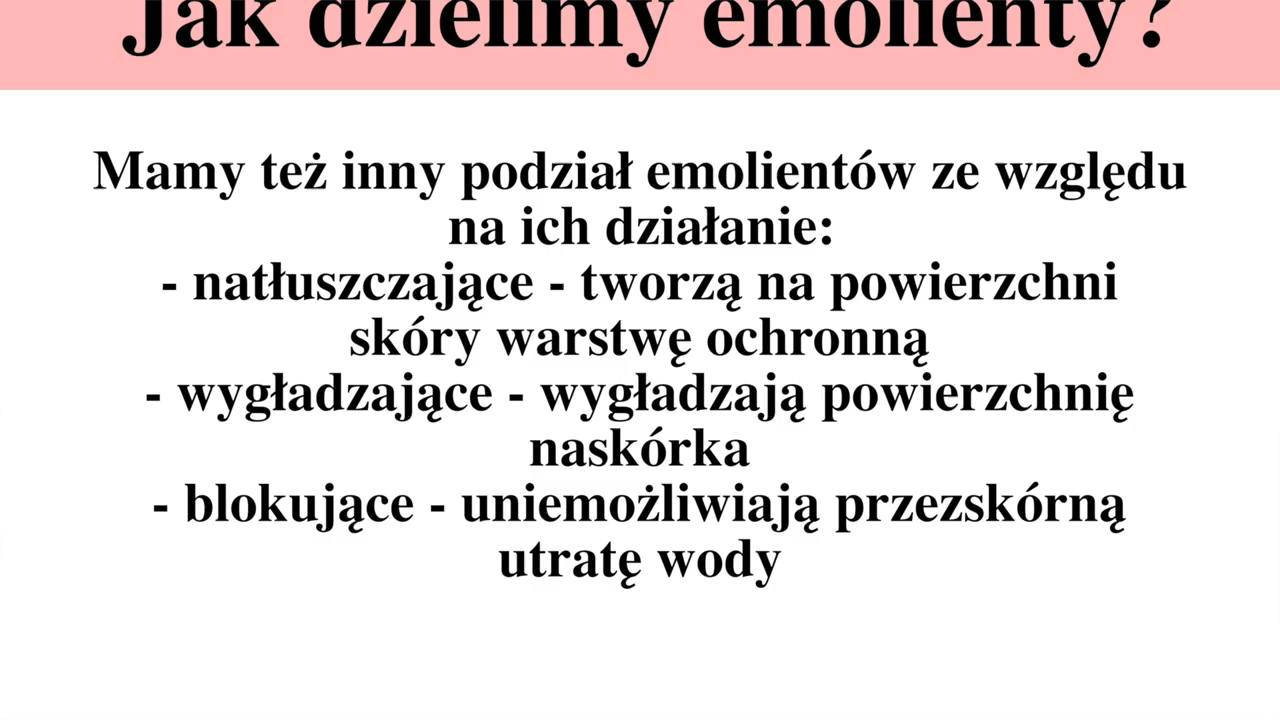 Jak dzielimy emolienty?
Mamy też inny podział emolientów ze względu
na ich działanie:
- natłuszczające - tworzą na powierzchni
skóry warstwę ochronną
- wygładzające - wygładzają powierzchnię
naskórka
- blokujące - uniemożliwiają przezskórną
utratę wody